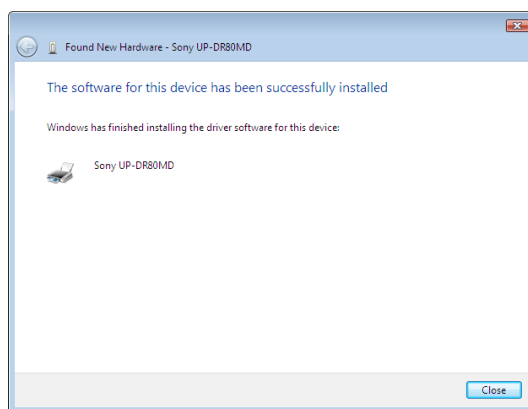 Found New Hardware - Sony UP-DR80MD
The software for this device has been successfully installed
Windows has finished installing the driver software for this device:
Sony UP-DR80MD
Close